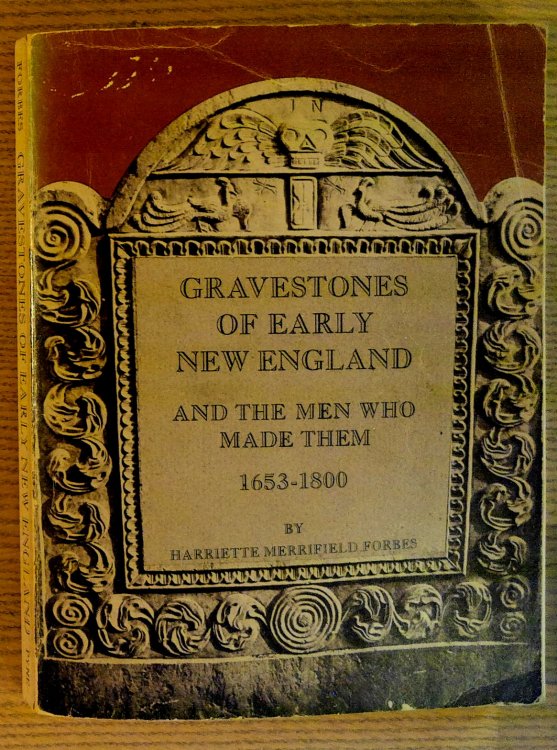 FORBES GRAVESTONES OF EARLY NEW ENGLAND
I N
GRAVESTONES
OF EARLY
NEW ENGLAND
AND THE MEN WHO
MADE THEM
1653-1800
BY
HARRIETTE MERRIFIELD FORBES